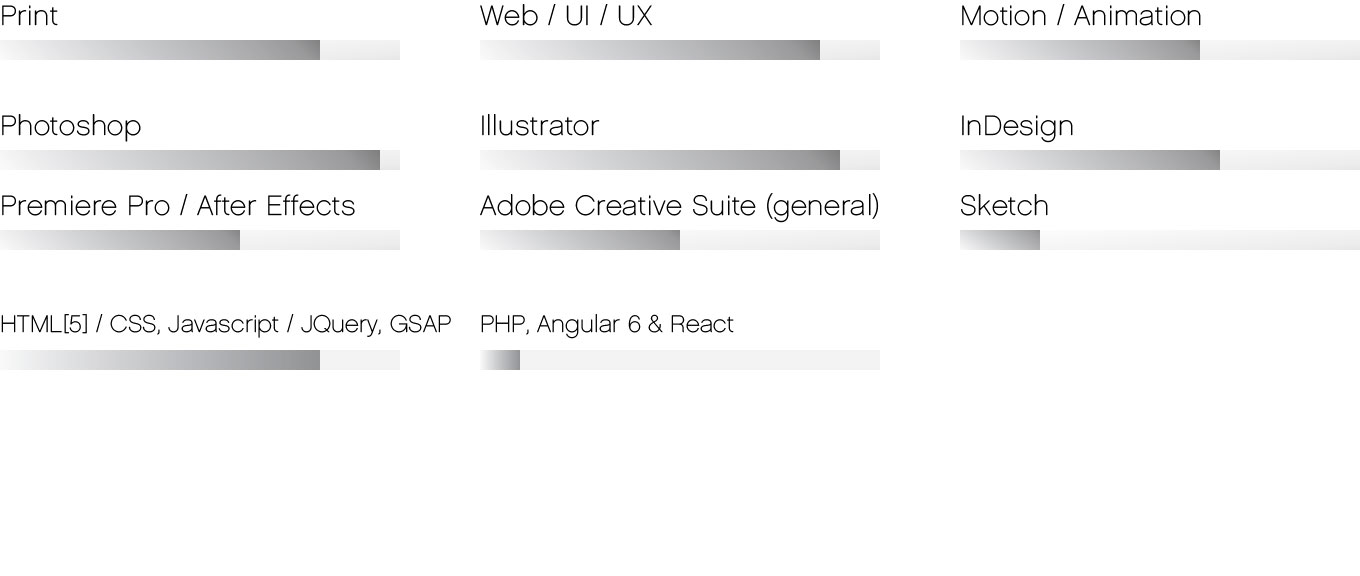 Print
Web / UI / UX
Motion / Animation
Photoshop
Illustrator
InDesign
Premiere Pro / After Effects
Adobe Creative Suite (general)
Sketch
HTML[5] / CSS, Javascript / JQuery, GSAP
PHP, Angular 6 & React